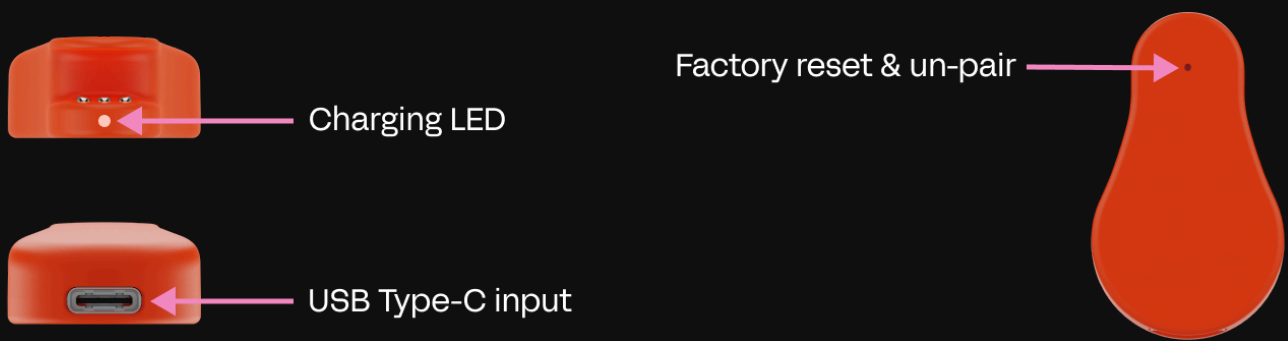 Factory reset & un-pair
Charging LED
USB Type-C input